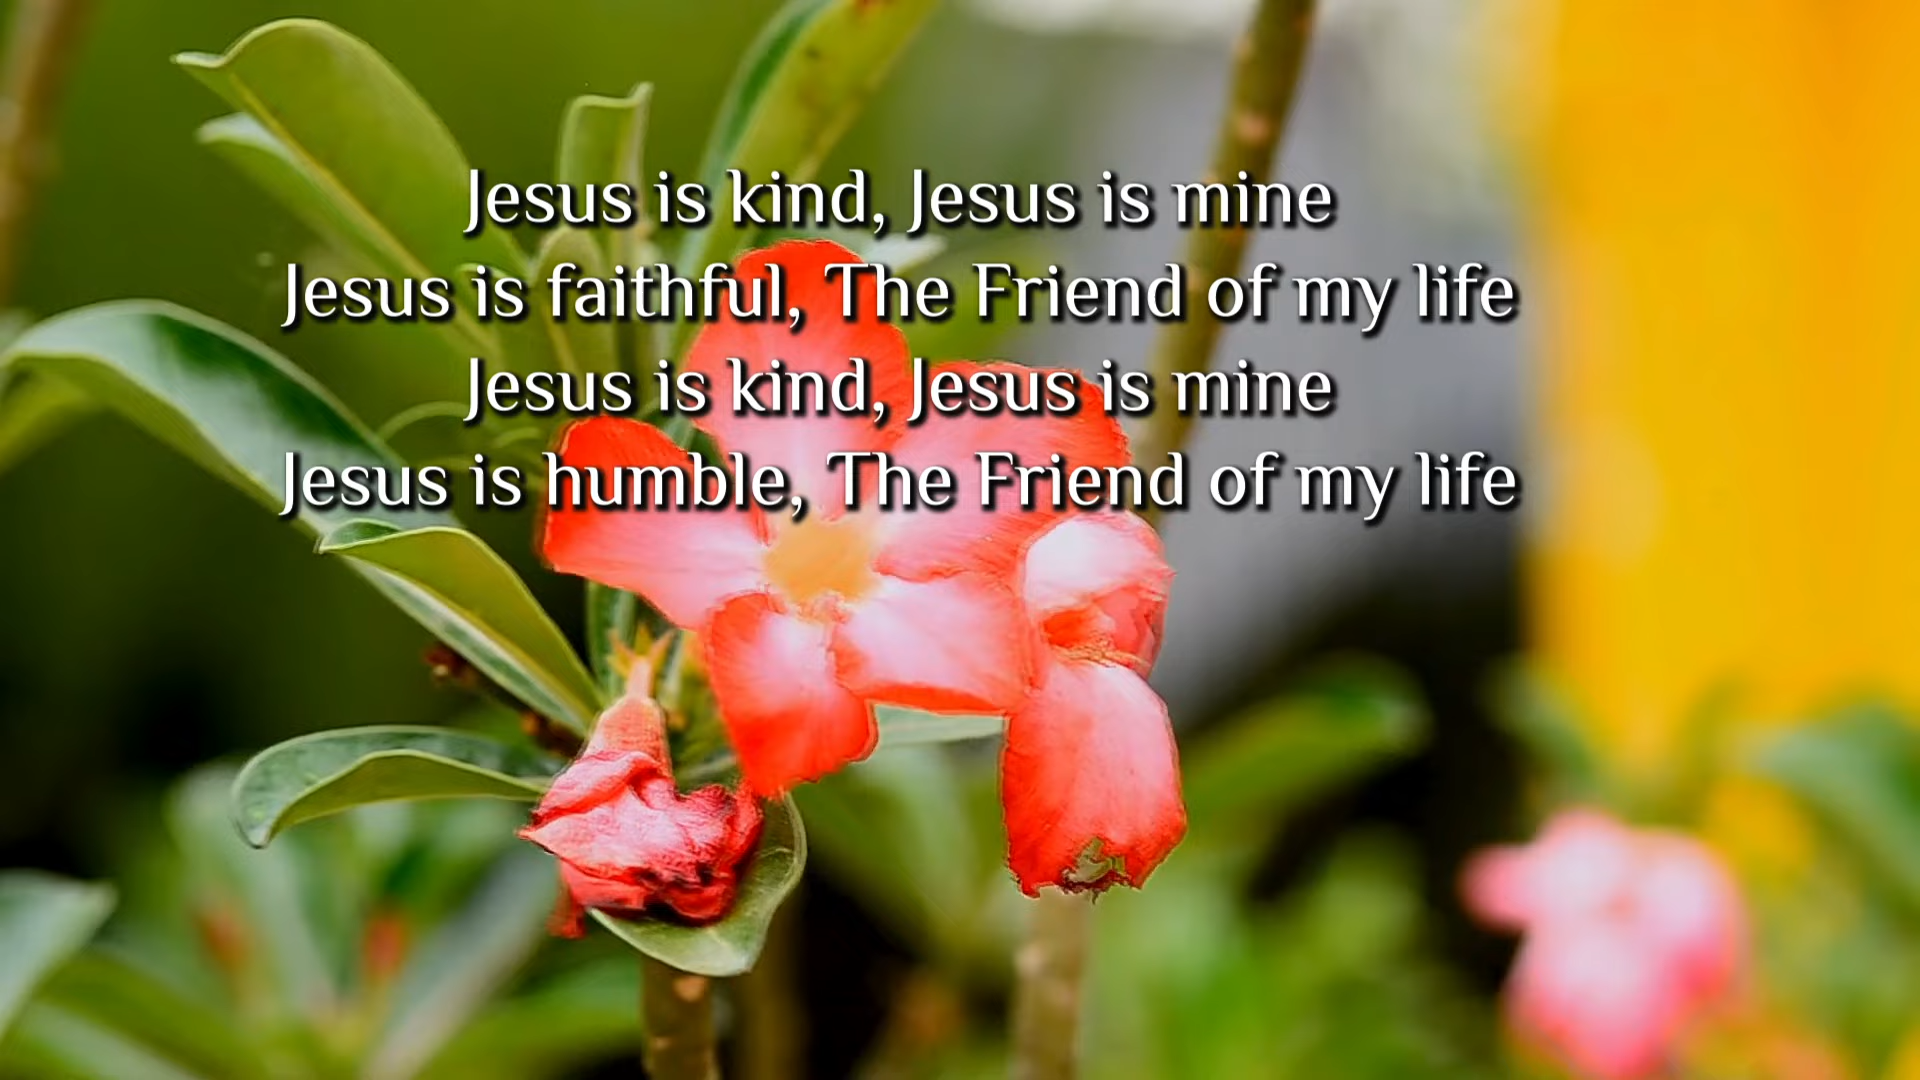 Jesus is kind, Jesus is mine
Jesus is faithful, The Friend of my life
Jesus is kind, Jesus is mine
Jesus is humble, The Friend of my life